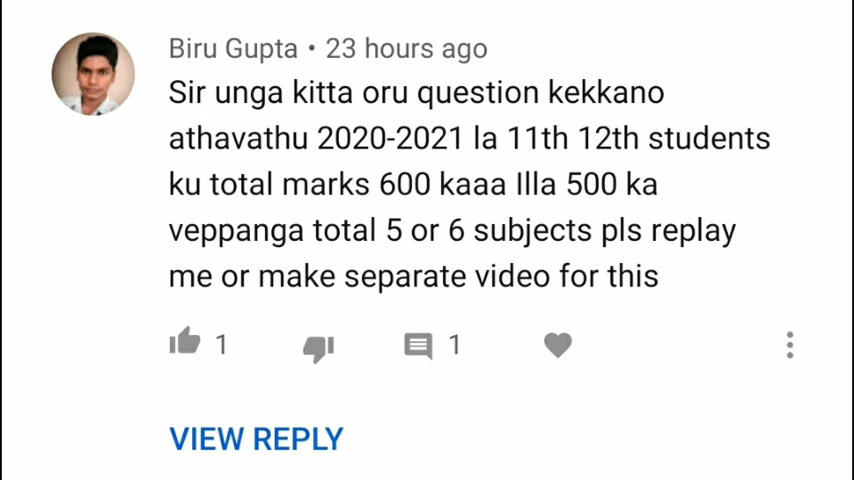 Biru Gupta • 23 hours ago
Sir unga kitta oru question kekkano
athavathu 2020-2021 la 11th 12th students
ku total marks 600 kaaa Illa 500 ka
veppanga total 5 or 6 subjects pls replay
me or make separate video for this
1 1
VIEW REPLY